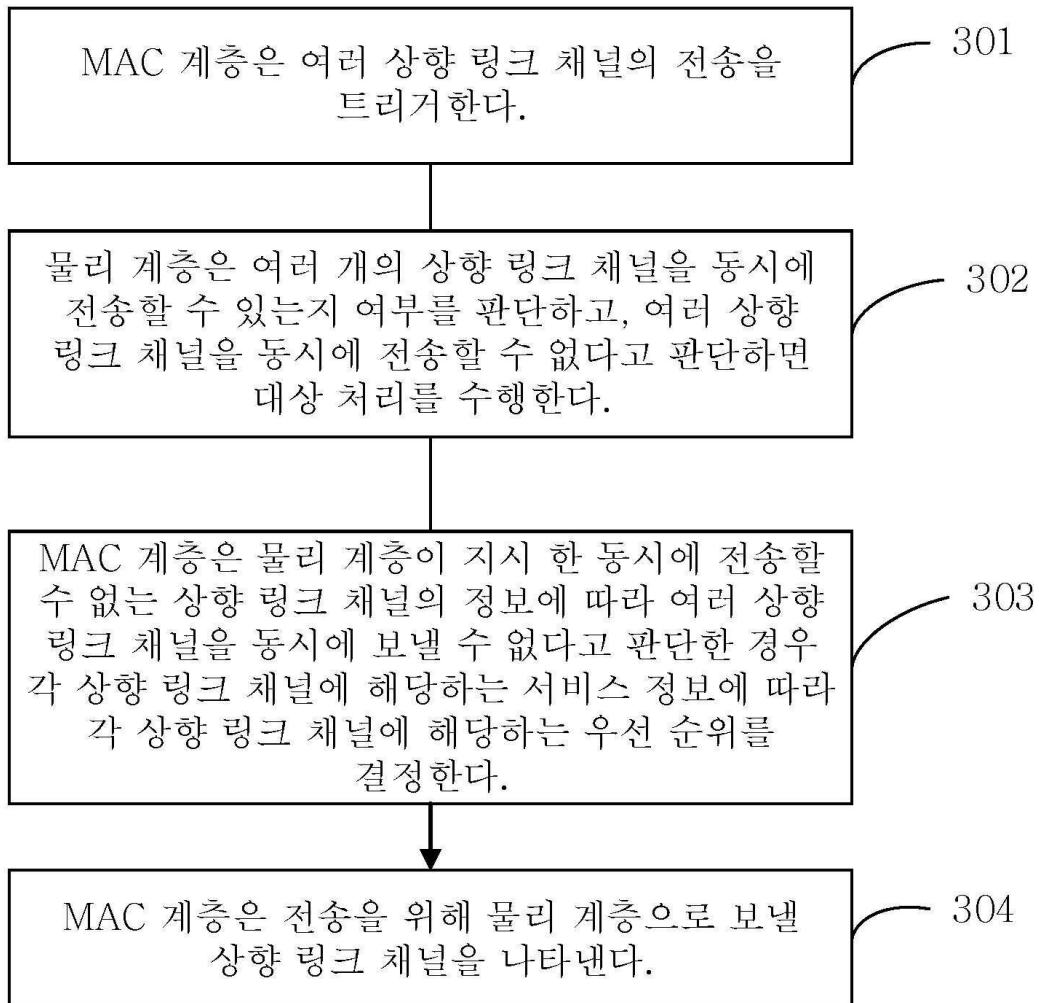 MAC 계층은 여러 상향 링크 채널의 전송을
트리거한다.
301
물리 계층은 여러 개의 상향 링크 채널을 동시에
전송할 수 있는지 여부를 판단하고, 여러 상향
링크 채널을 동시에 전송할 수 없다고 판단하면
대상 처리를 수행한다.
302
MAC 계층은 물리 계층이 지시 한 동시에 전송할
수 없는 상향 링크 채널의 정보에 따라 여러 상향
링크 채널을 동시에 보낼 수 없다고 판단한 경우
각 상향 링크 채널에 해당하는 서비스 정보에 따라
각 상향 링크 채널에 해당하는 우선 순위를
결정한다.
303
MAC 계층은 전송을 위해 물리 계층으로 보낼
상향 링크 채널을 나타낸다.
304